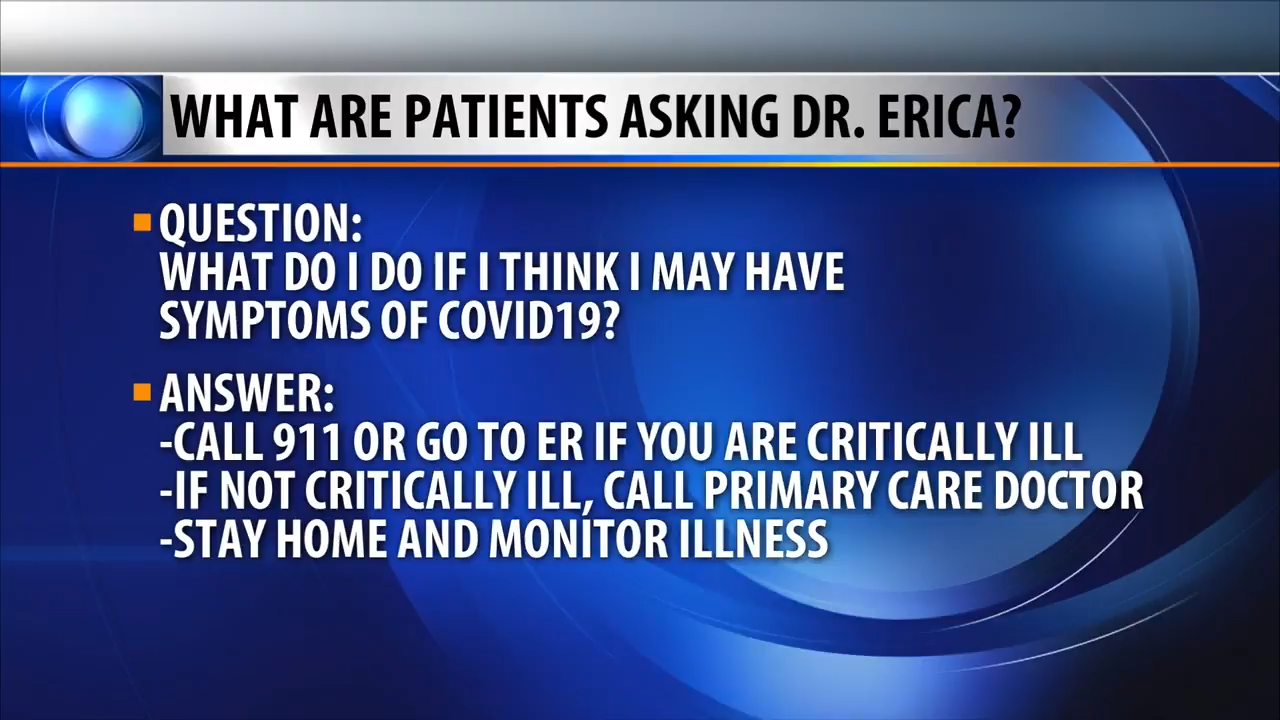 WHAT ARE PATIENTS ASKING DR. ERICA?
QUESTION:
WHAT DO I DO IF I THINK I MAY HAVE
SYMPTOMS OF COVID19?
ANSWER:
-CALL 911 OR GO TO ER IF YOU ARE CRITICALLY ILL
-IF NOT CRITICALLY ILL, CALL PRIMARY CARE DOCTOR
-STAY HOME AND MONITOR ILLNESS